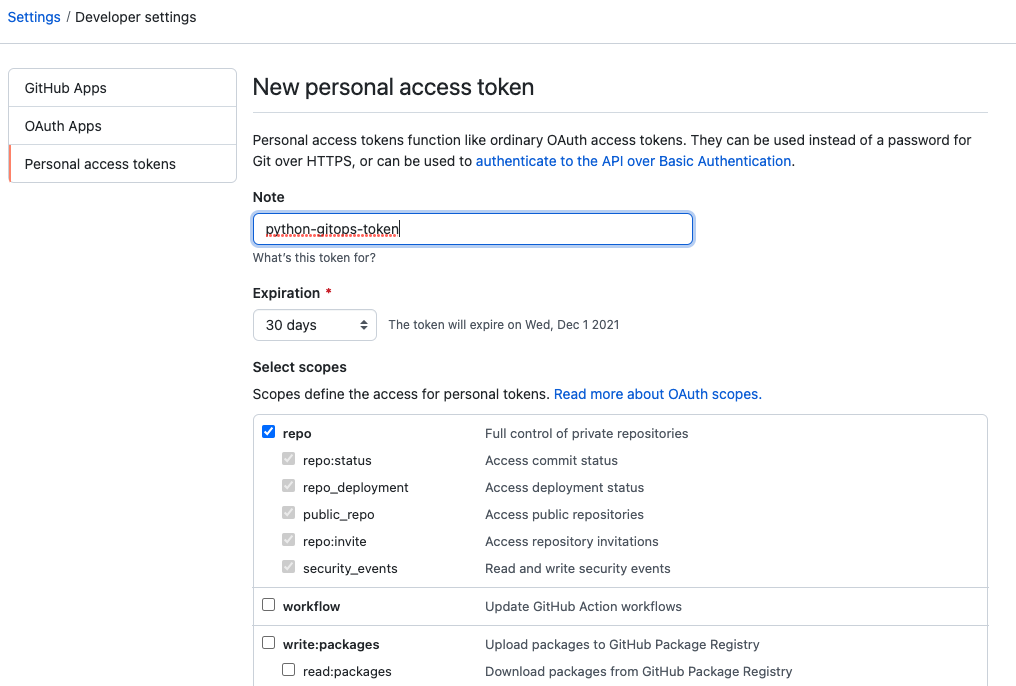 Settings / Developer settings
GitHub Apps
OAuth Apps
Personal access tokens
New personal access token
Personal access tokens function like ordinary OAuth access tokens. They can be used instead of a password for
Git over HTTPS, or can be used to authenticate to the API over Basic Authentication.
Note
python-gitops-token
What's this token for?
Expiration *
30 days The token will expire on Wed, Dec 1 2021
Select scopes
Scopes define the access for personal tokens. Read more about OAuth scopes.
repo Full control of private repositories
repo:status Access commit status
repo_deployment Access deployment status
public_repo Access public repositories
repo:invite Access repository invitations
security_events Read and write security events
workflow Update GitHub Action workflows
write:packages Upload packages to GitHub Package Registry
read:packages Download packages from GitHub Package Registry